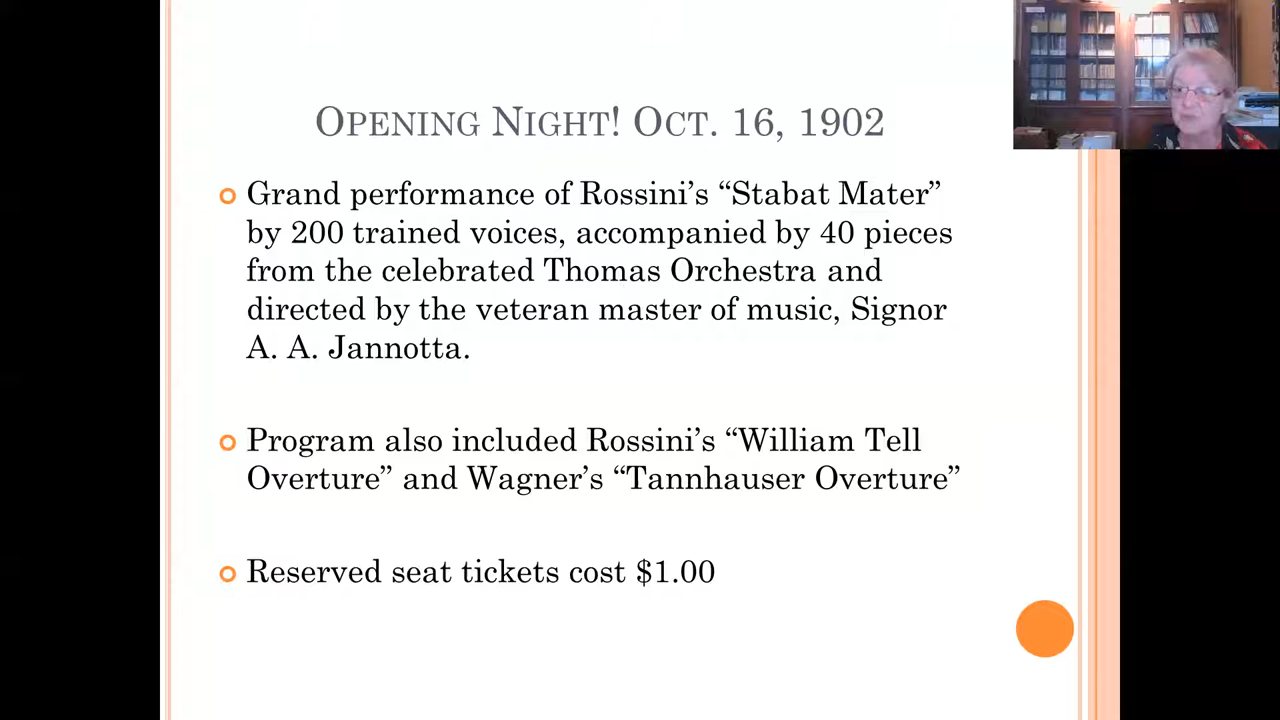 OPENING NIGHT! OCT. 16, 1902
Grand performance of Rossini’s “Stabat Mater”
by 200 trained voices, accompanied by 40 pieces
from the celebrated Thomas Orchestra and
directed by the veteran master of music, Signor
A. A. Jannotta.
Program also included Rossini’s “William Tell
Overture” and Wagner’s “Tannhauser Overture”
Reserved seat tickets cost $1.00